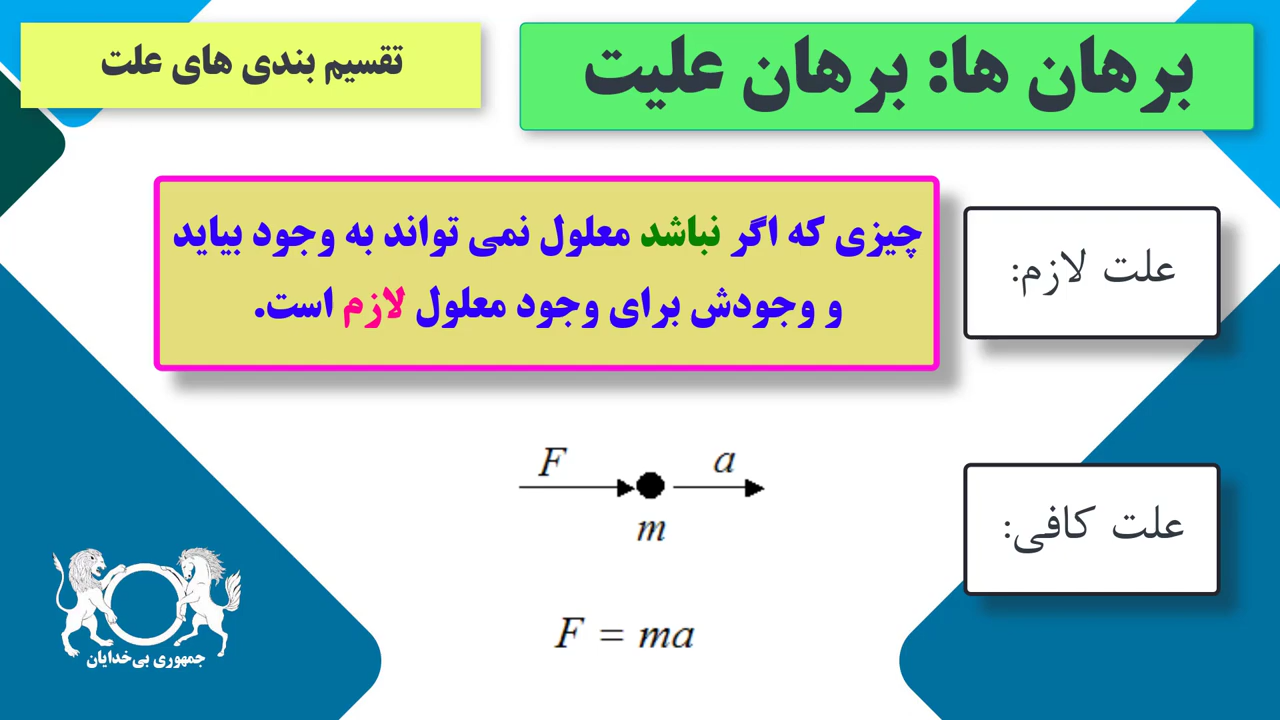 برهان ها: برهان علیت
تقسیم بندی های علت
علت لازم:
چیزی که اگر نباشد معلول نمی تواند به وجود بیاید
و وجودش برای وجود معلول لازم است.
علت کافی:
F a
m
F = ma
جمهوری بی‌خدایان